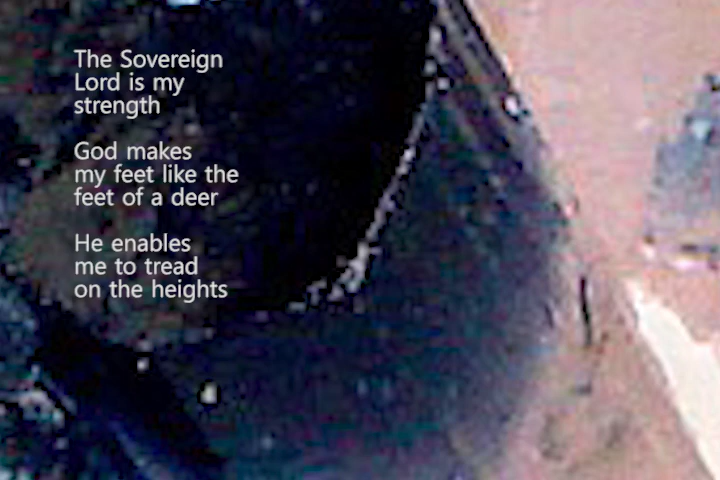 The Sovereign
Lord is my
strength
God makes
my feet like the
feet of a deer
He enables
me to tread
on the heights